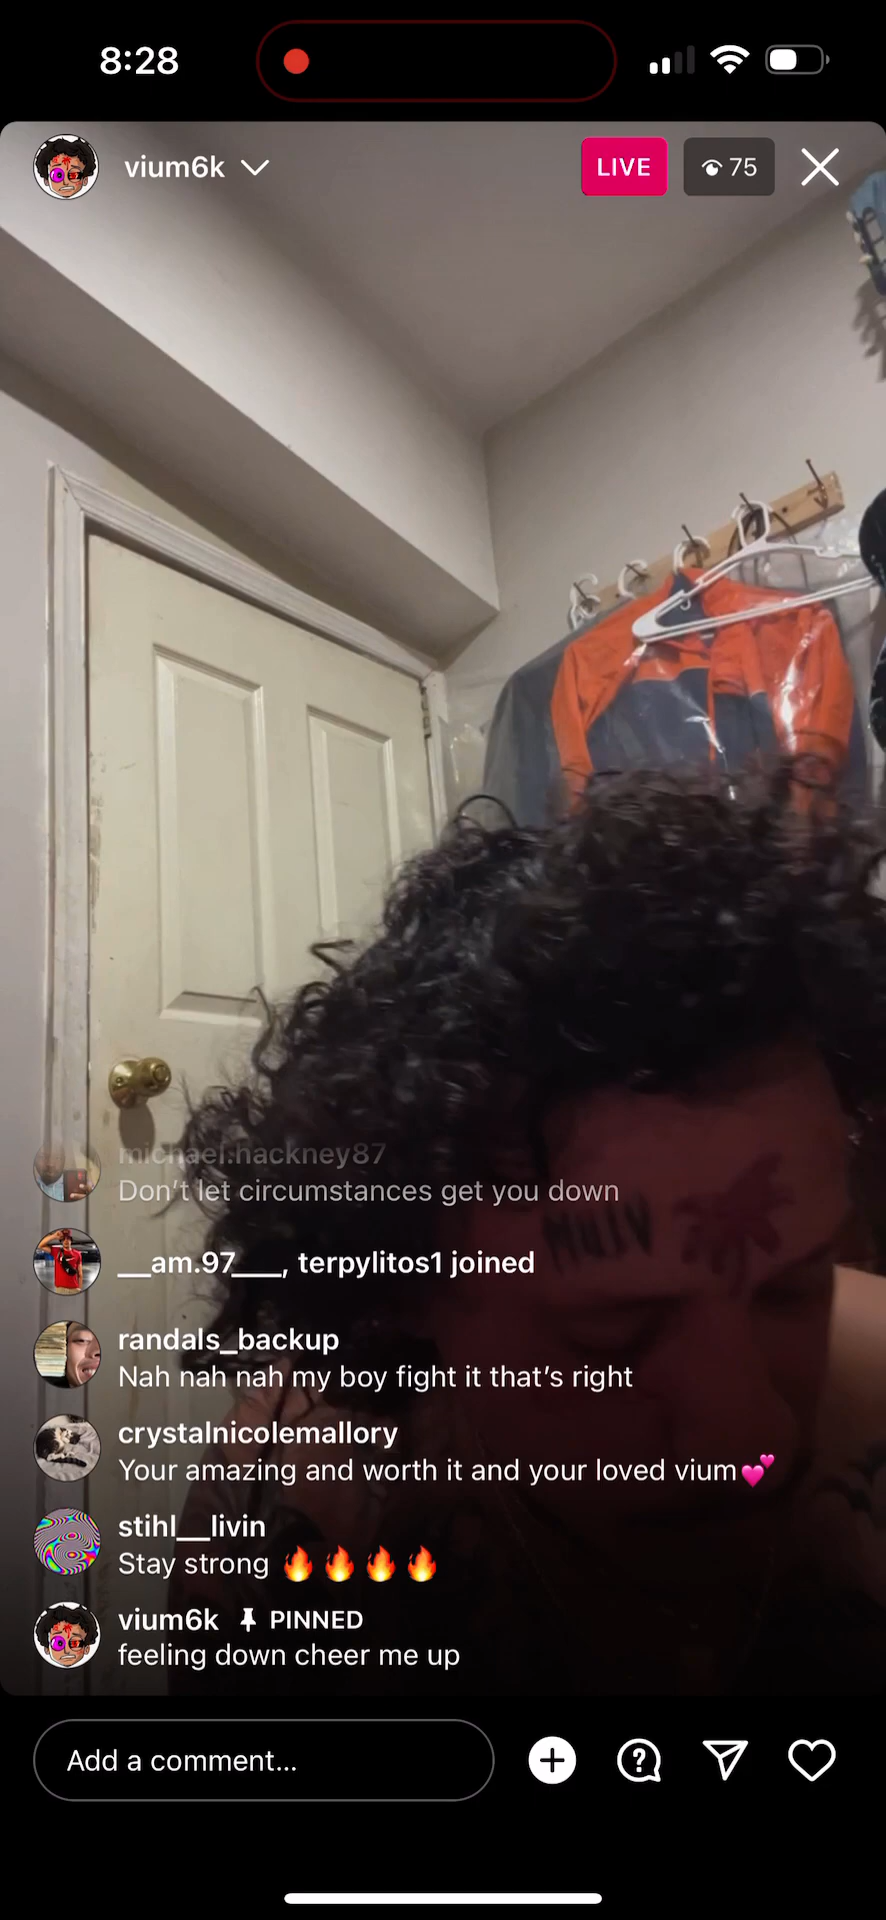 8:28
vium6k
LIVE
75
michael.hackney87
Don't let circumstances get you down
__am.97___, terpylitos1 joined
randals_backup
Nah nah nah my boy fight it that's right
crystalnicolemallory
Your amazing and worth it and your loved vium💕
stihl__livin
Stay strong 🔥🔥🔥🔥
vium6k PINNED
feeling down cheer me up
Add a comment...